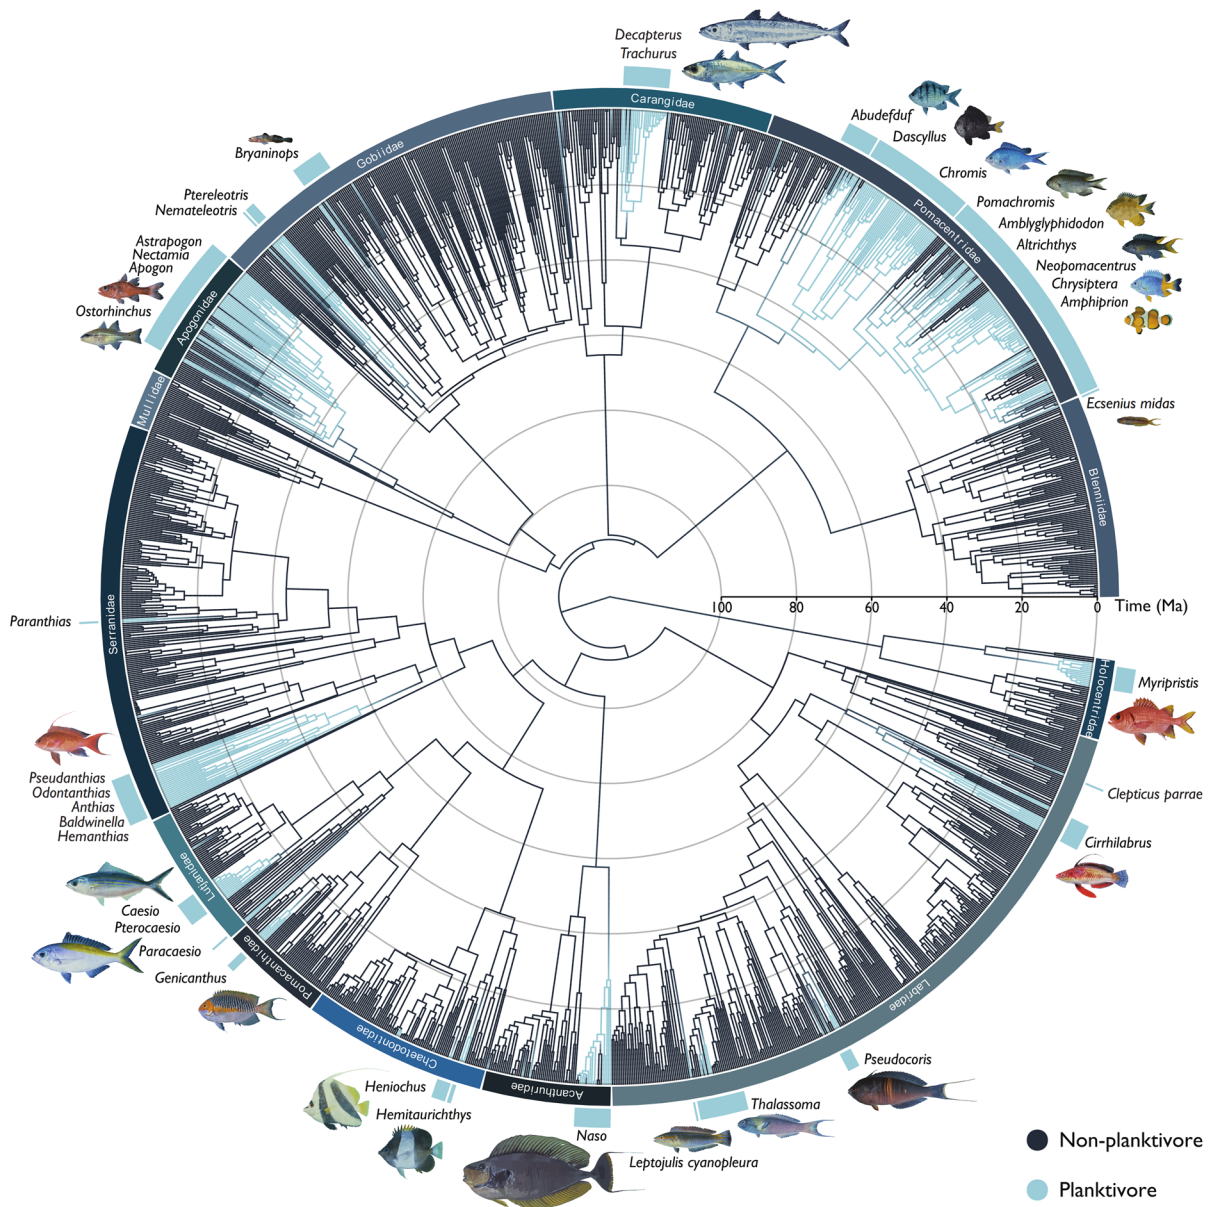 Decapterus
Trachurus
Carangidae
Abudefduf
Dascyllus
Chromis
Pomachromis
Amblyglyphidodon
Altrichthys
Neopomacentrus
Chrysiptera
Amphiprion
Pomacentridae
Ecsenius midas
Blenniidae
Gobiidae
Bryaninops
Ptereleotris
Nemateleotris
Astrapogon
Nectamia
Apogon
Ostorhinchus
Apogonidae
Mullidae
Serranidae
Paranthias
100 80 60 40 20 0 Time (Ma)
Holocentridae
Myripristis
Clepticus parrae
Cirrhilabrus
Labridae
Pseudanthias
Odontanthias
Anthias
Baldwinella
Hemanthias
Lutjanidae
Caesio
Pterocaesio
Paracaesio
Genicanthus
Pomacanthidae
Chaetodontidae
Heniochus
Hemitaurichthys
Acanthuridae
Naso
Pseudocoris
Thalassoma
Leptojulis cyanopleura
Non-planktivore
Planktivore